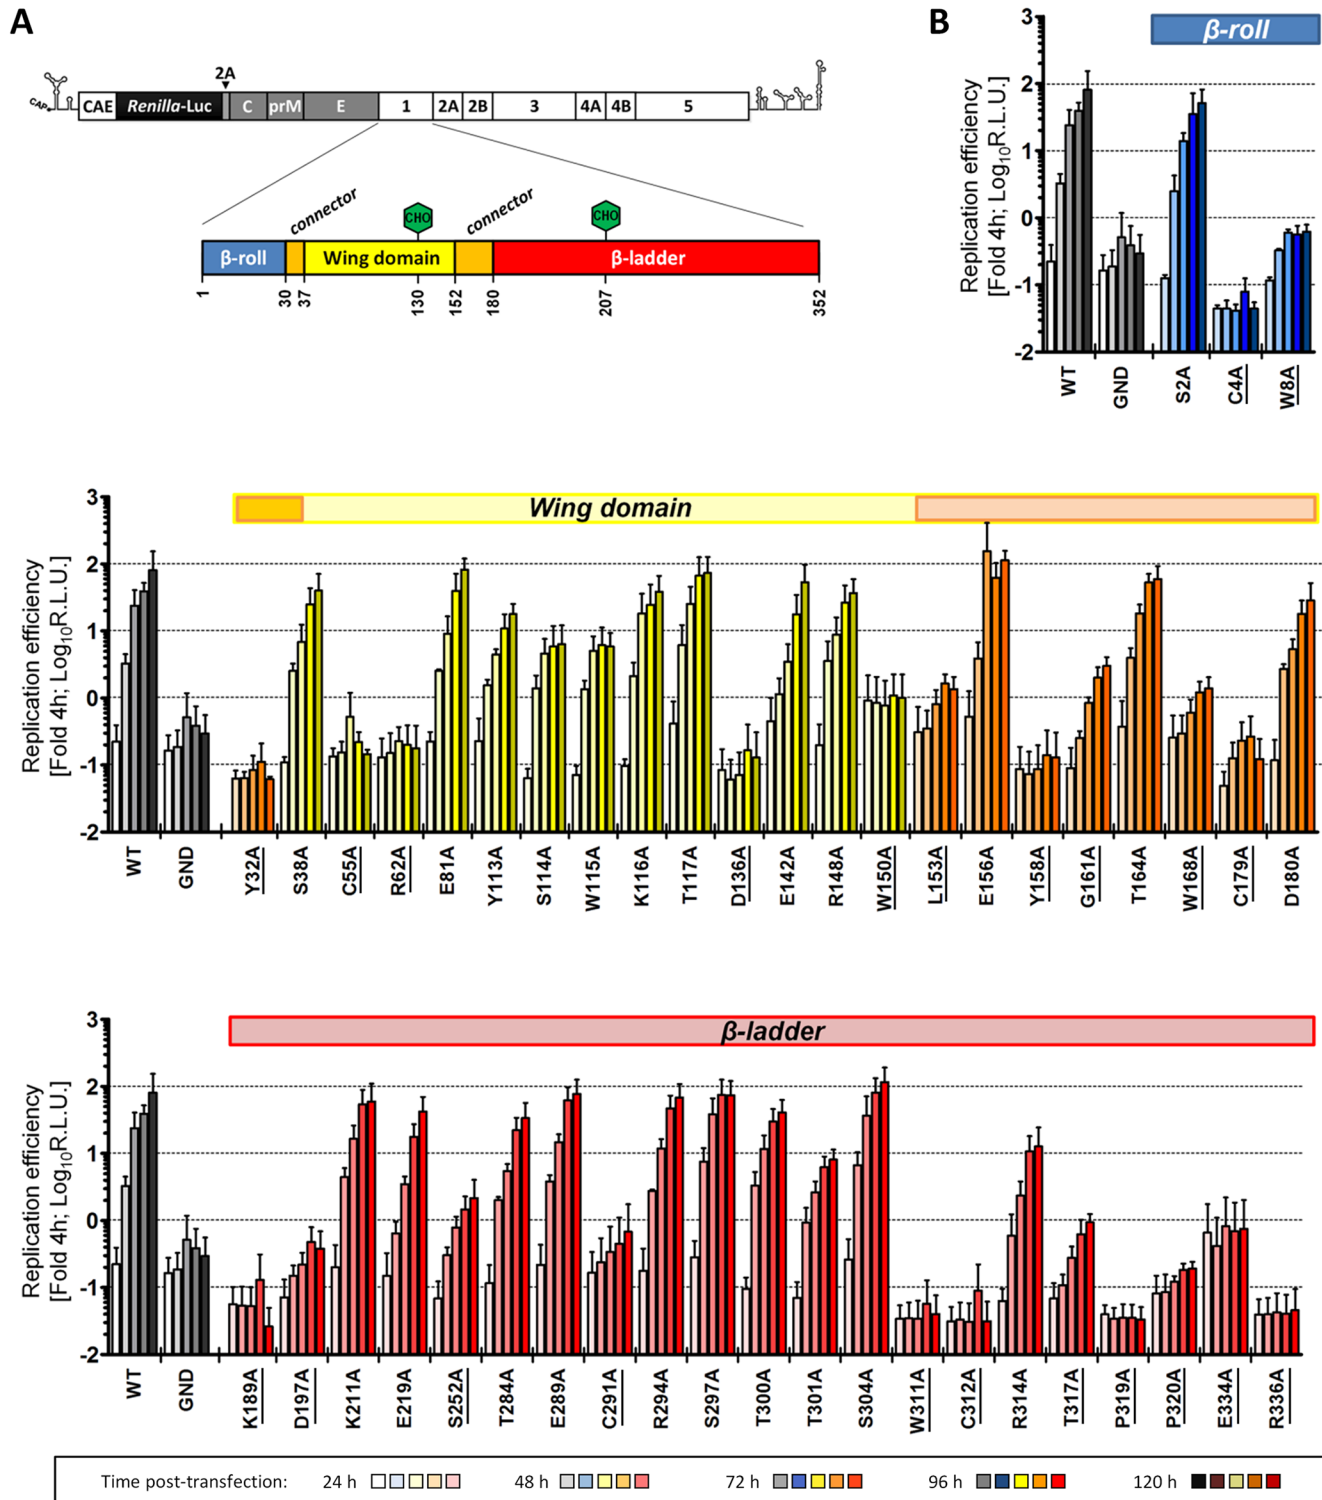 A
2A
CAP
CAE Renilla-Luc C prM E 1 2A 2B 3 4A 4B 5
connector CHO connector CHO
β-roll Wing domain β-ladder
1 30 37 130 152 180 207 352
B
β-roll
Replication efficiency
[Fold 4h; Log10R.L.U.]
3
2
1
0
-1
-2
WT GND S2A C4A W8A
Wing domain
Replication efficiency
[Fold 4h; Log10R.L.U.]
3
2
1
0
-1
-2
WT GND Y32A S38A C55A R62A E81A Y113A S114A W115A K116A T117A D136A E142A R148A W150A L153A E156A Y158A G161A T164A W168A C179A D180A
β-ladder
Replication efficiency
[Fold 4h; Log10R.L.U.]
3
2
1
0
-1
-2
WT GND K189A D197A K211A E219A S252A T284A E289A C291A R294A S297A T300A T301A S304A W311A C312A R314A T317A P319A P320A E334A R336A
Time post-transfection: 24 h 48 h 72 h 96 h 120 h